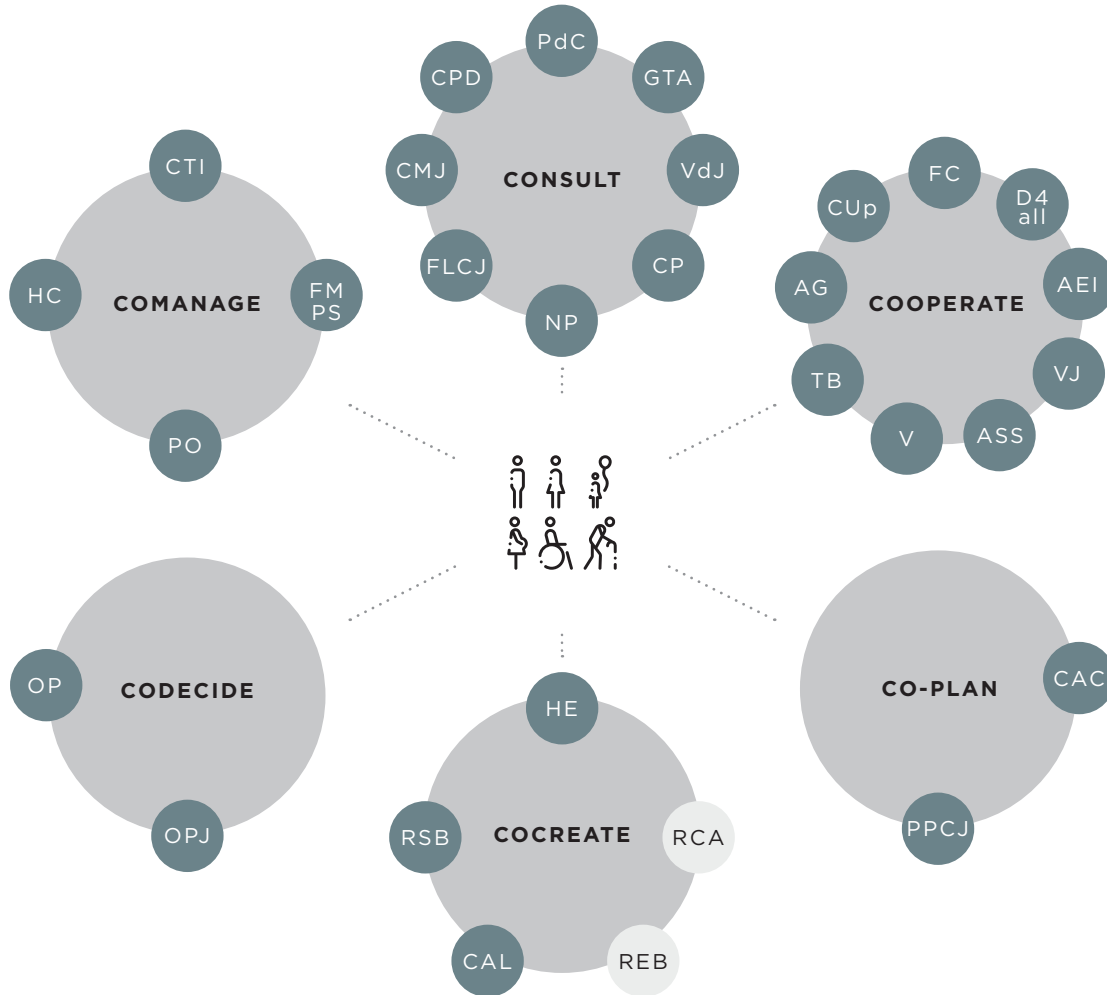 PdC
CPD
GTA
CMJ
CONSULT
VdJ
FLCJ
CP
NP
CTI
HC
COMANAGE
FM
PS
PO
FC
CUp
D4
all
AG
COOPERATE
AEI
TB
VJ
V
ASS
OP
CODECIDE
OPJ
HE
RSB
COCREATE
RCA
CAL
REB
CO-PLAN
CAC
PPCJ